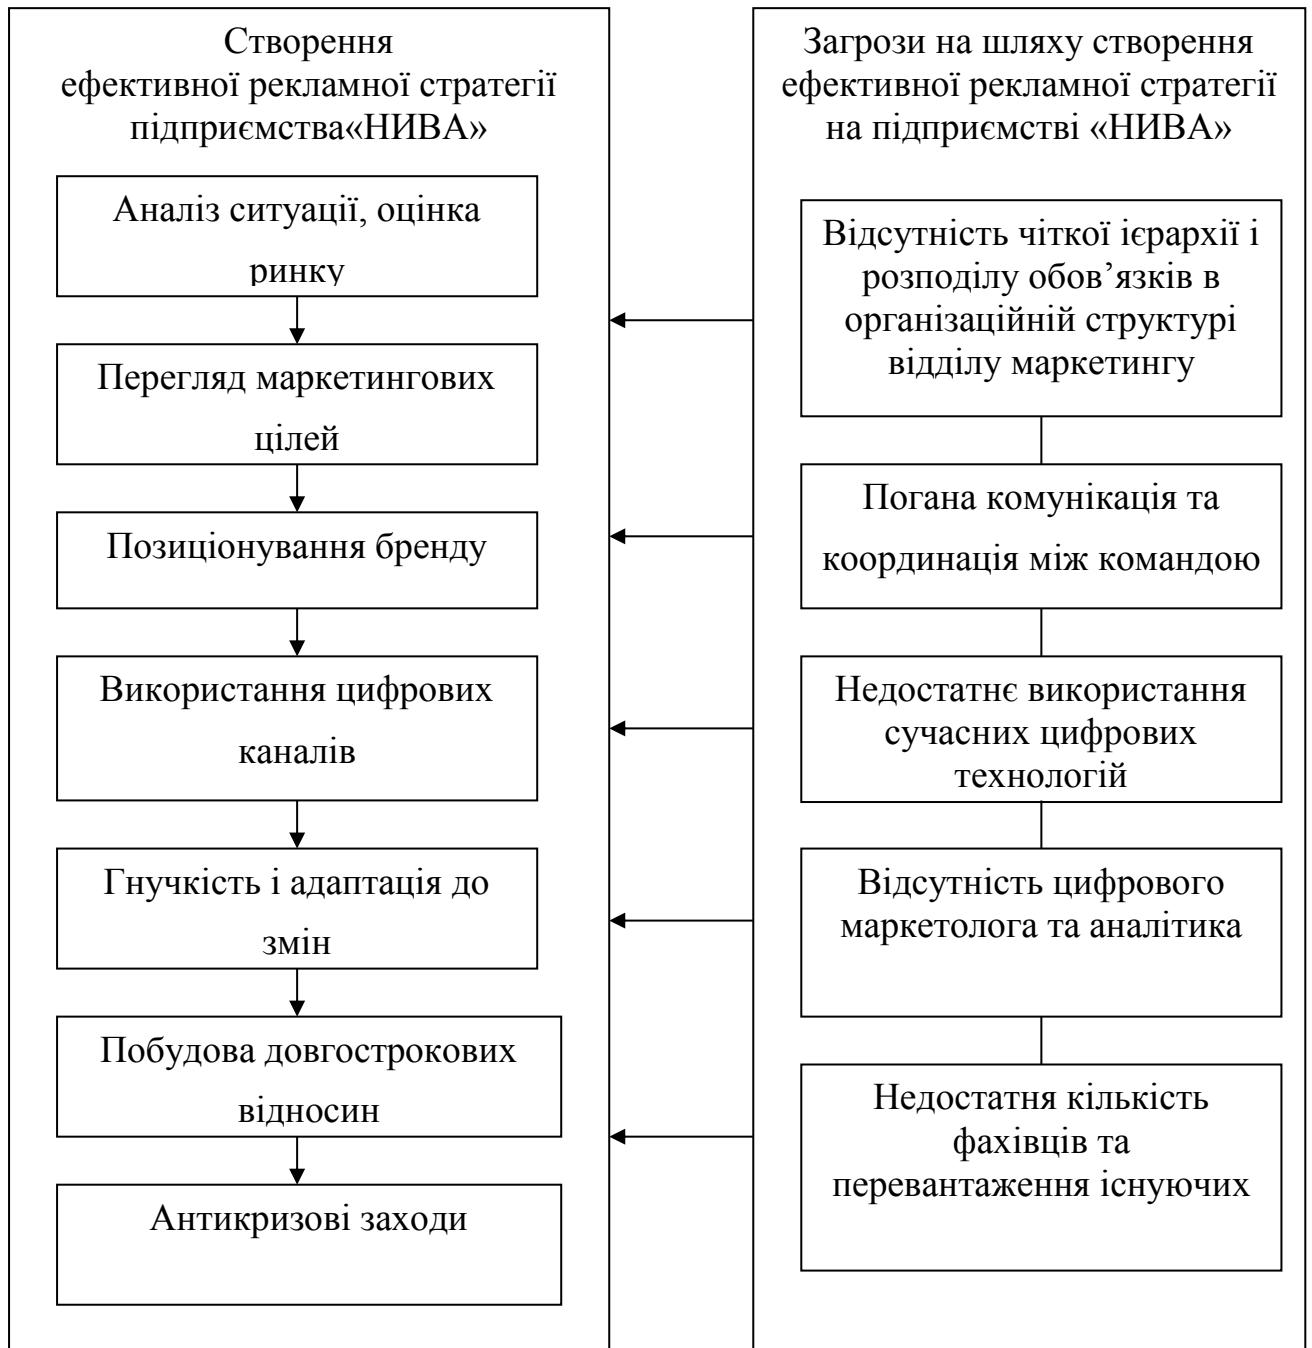 Створення
ефективної рекламної стратегії
підприємства«НИВА»
Аналіз ситуації, оцінка
ринку
Перегляд маркетингових
цілей
Позиціонування бренду
Використання цифрових
каналів
Гнучкість і адаптація до
змін
Побудова довгострокових
відносин
Антикризові заходи
Загрози на шляху створення
ефективної рекламної стратегії
на підприємстві «НИВА»
Відсутність чіткої ієрархії і
розподілу обов’язків в
організаційній структурі
відділу маркетингу
Погана комунікація та
координація між командою
Недостатнє використання
сучасних цифрових
технологій
Відсутність цифрового
маркетолога та аналітика
Недостатня кількість
фахівців та
перевантаження існуючих